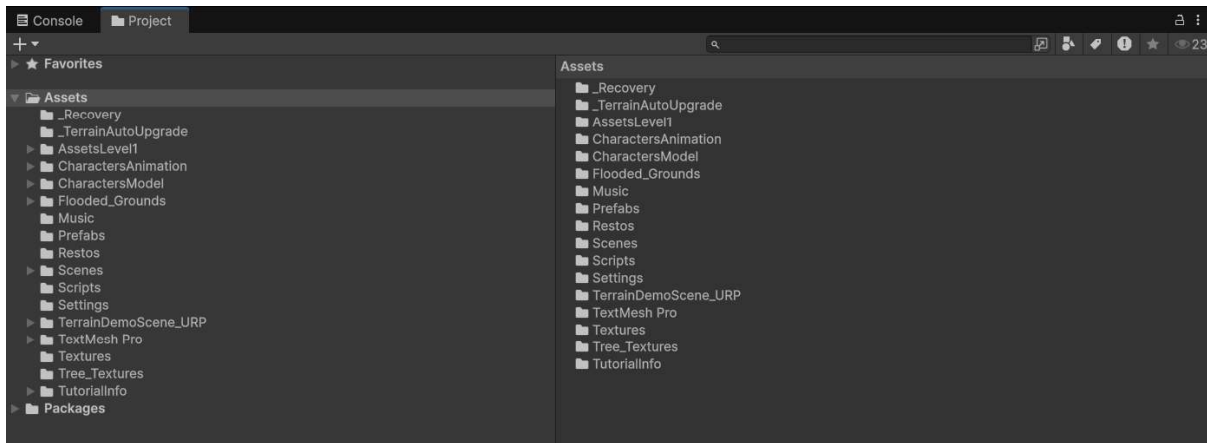 Console Project
23
Favorites
Assets
_Recovery
_TerrainAutoUpgrade
AssetsLevel1
CharactersAnimation
CharactersModel
Flooded_Grounds
Music
Prefabs
Restos
Scenes
Scripts
Settings
TerrainDemoScene_URP
TextMesh Pro
Textures
Tree_Textures
TutorialInfo
Packages
Assets
_Recovery
_TerrainAutoUpgrade
AssetsLevel1
CharactersAnimation
CharactersModel
Flooded_Grounds
Music
Prefabs
Restos
Scenes
Scripts
Settings
TerrainDemoScene_URP
TextMesh Pro
Textures
Tree_Textures
TutorialInfo